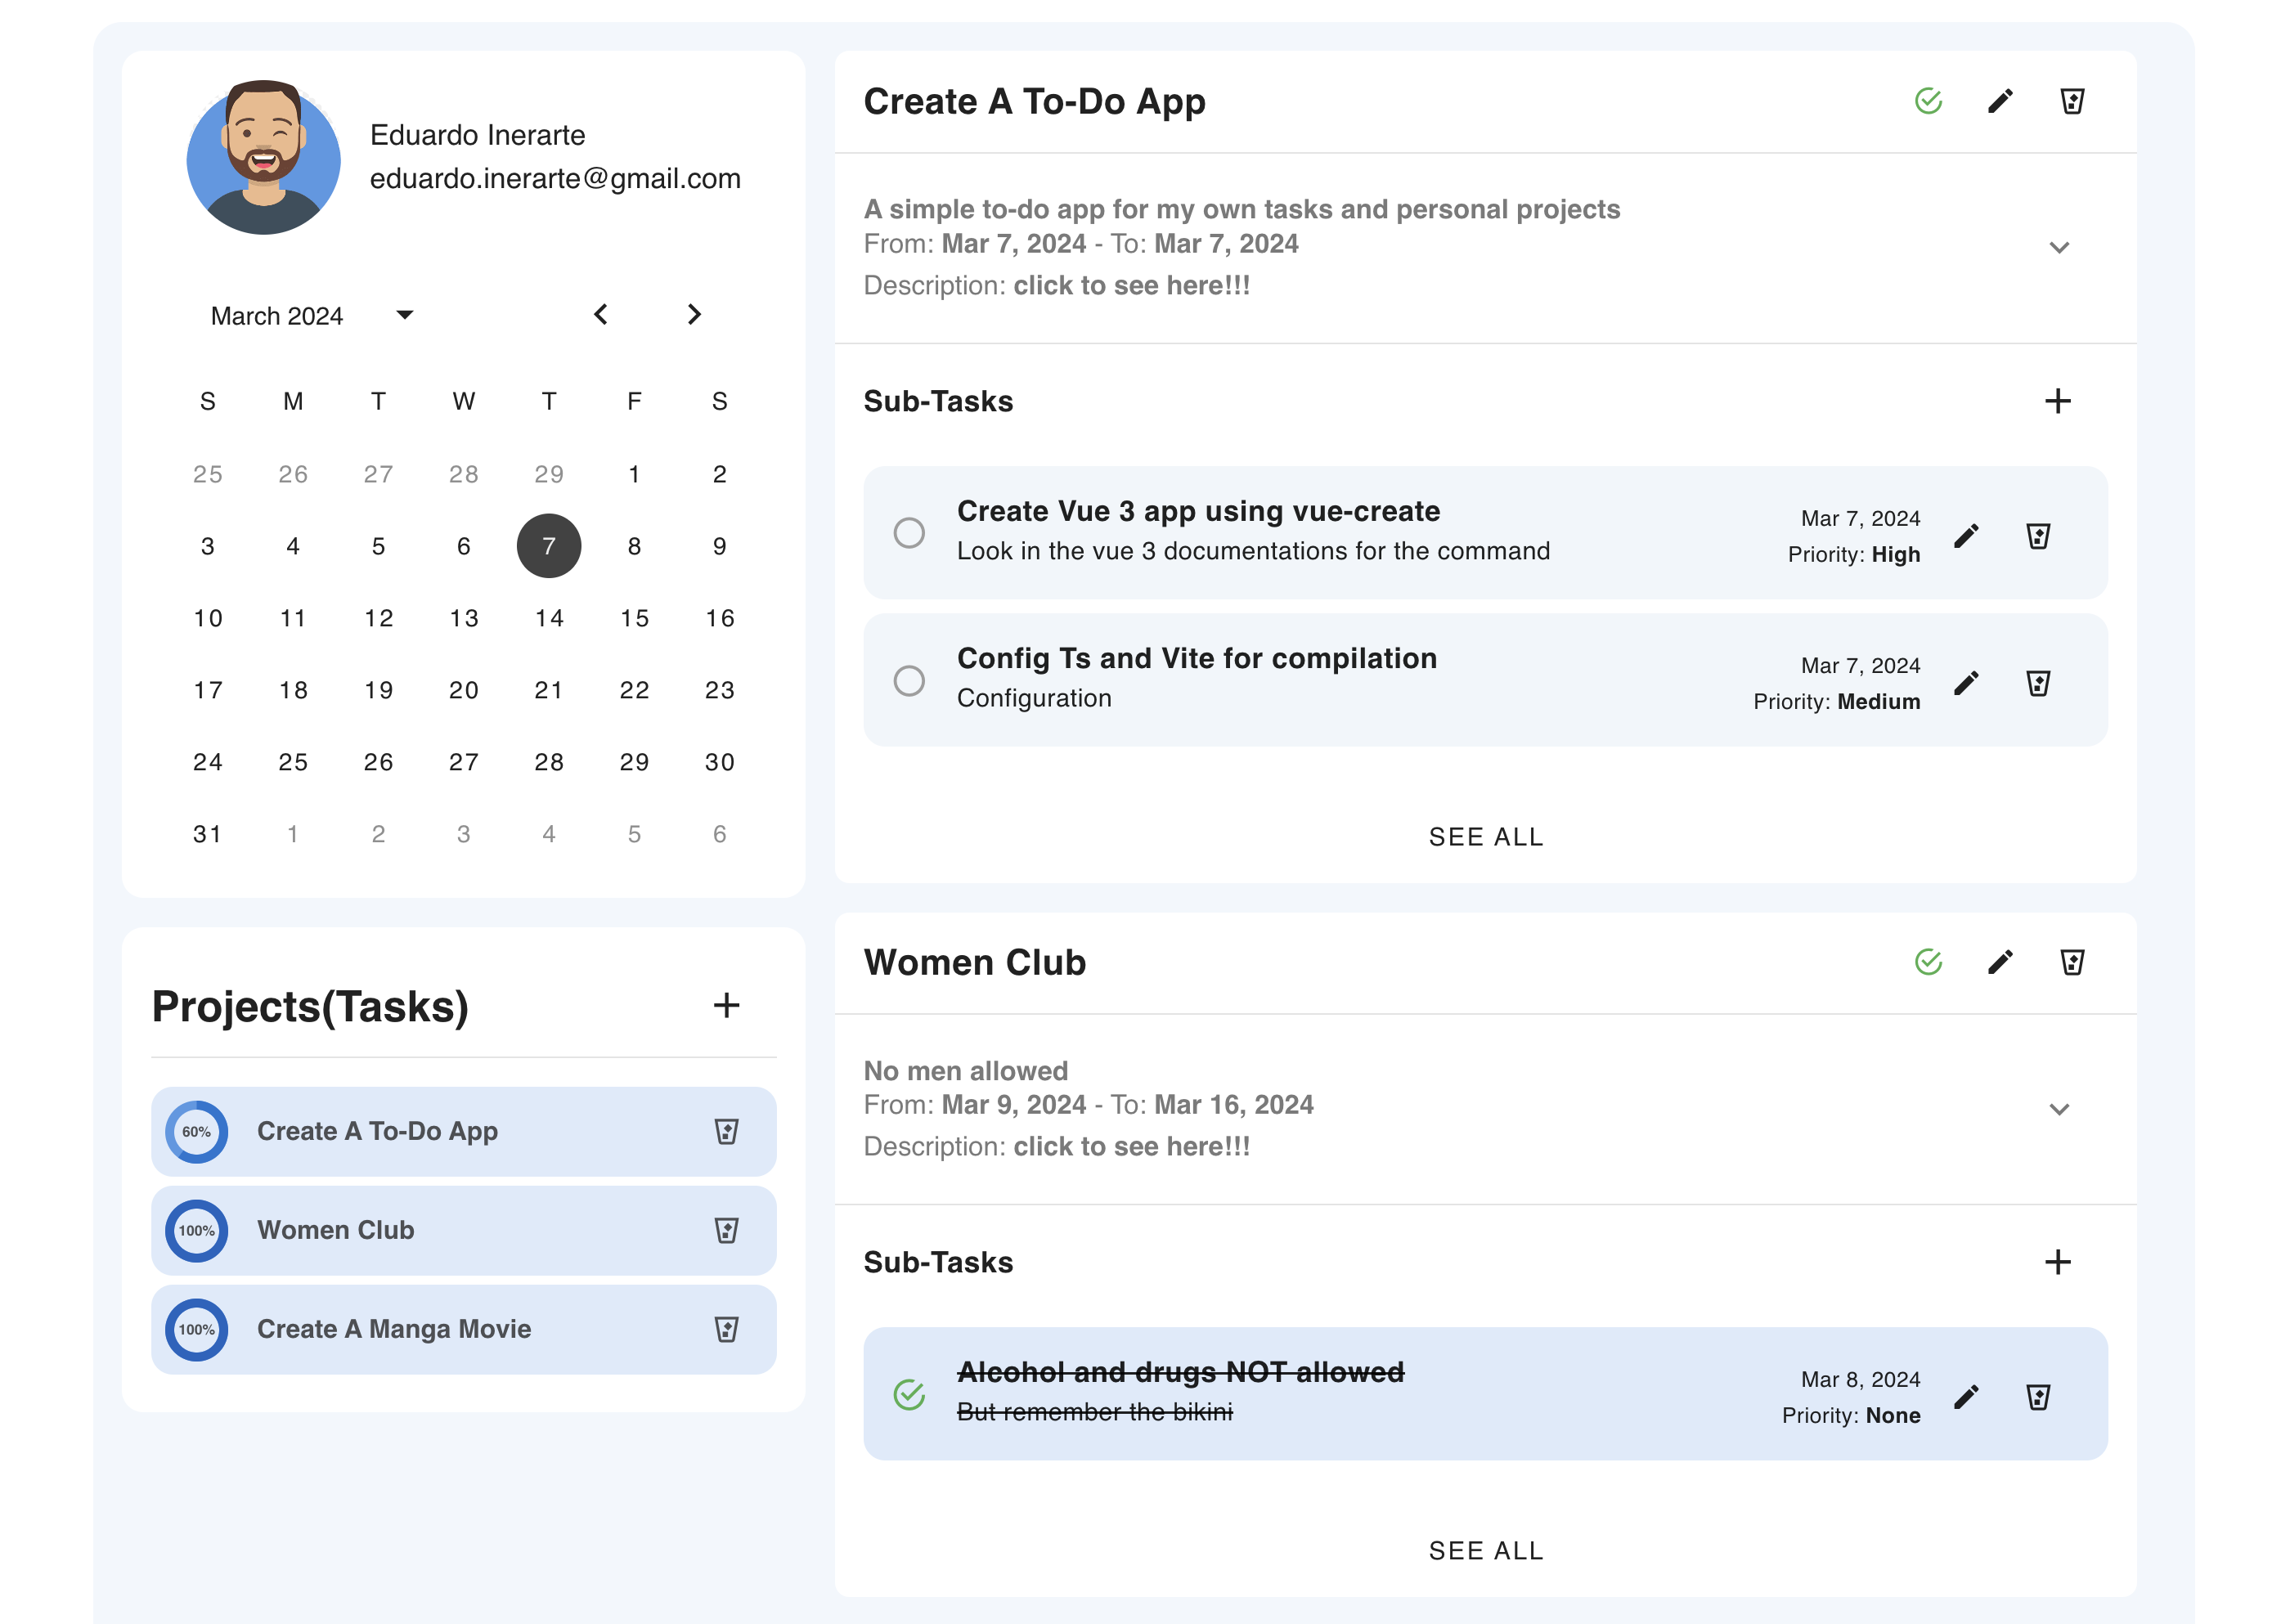 Eduardo Inerarte
eduardo.inerarte@gmail.com
March 2024
S M T W T F S
25 26 27 28 29 1 2
3 4 5 6 7 8 9
10 11 12 13 14 15 16
17 18 19 20 21 22 23
24 25 26 27 28 29 30
31 1 2 3 4 5 6
Projects(Tasks)
60% Create A To-Do App
100% Women Club
100% Create A Manga Movie
Create A To-Do App
A simple to-do app for my own tasks and personal projects
From: Mar 7, 2024 - To: Mar 7, 2024
Description: click to see here!!!
Sub-Tasks
Create Vue 3 app using vue-create
Look in the vue 3 documentations for the command
Mar 7, 2024
Priority: High
Config Ts and Vite for compilation
Configuration
Mar 7, 2024
Priority: Medium
SEE ALL
Women Club
No men allowed
From: Mar 9, 2024 - To: Mar 16, 2024
Description: click to see here!!!
Sub-Tasks
Alcohol and drugs NOT allowed
But remember the bikini
Mar 8, 2024
Priority: None
SEE ALL